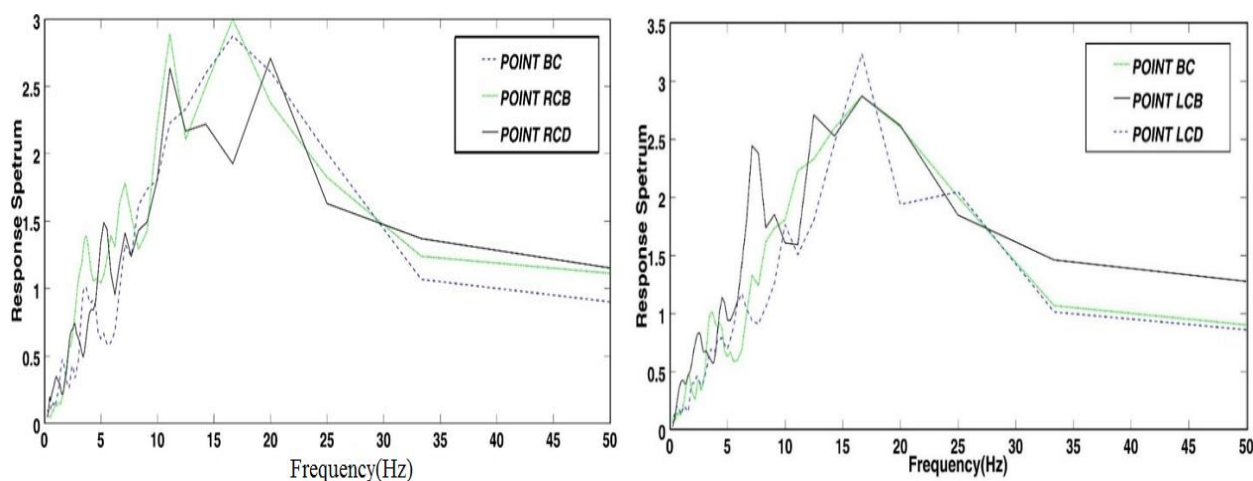 Response Spetrum
3
2.5
2
1.5
1
0.5
0
POINT BC
POINT RCB
POINT RCD
0 5 10 15 20 25 30 35 40 45 50
Frequency(Hz)
Response Spetrum
3.5
3
2.5
2
1.5
1
0.5
0
POINT BC
POINT LCB
POINT LCD
0 5 10 15 20 25 30 35 40 45 50
Frequency(Hz)